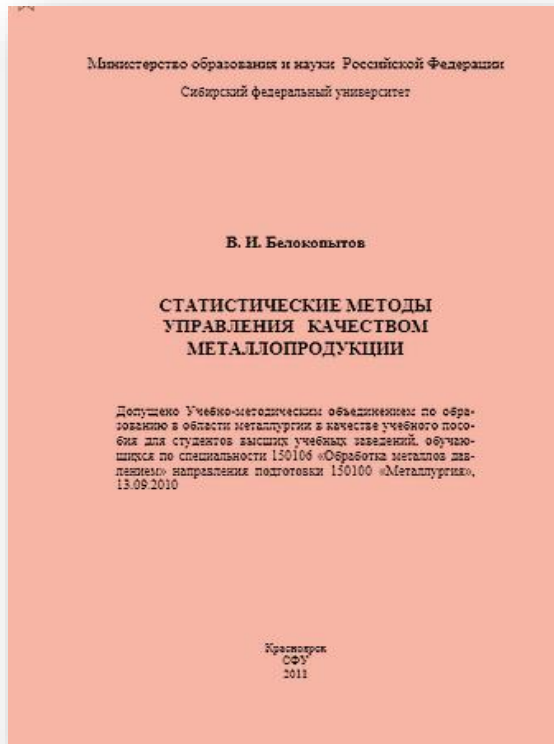 Министерство образования и науки Российской Федерации
Сибирский федеральный университет
В. И. Белокопытов
СТАТИСТИЧЕСКИЕ МЕТОДЫ
УПРАВЛЕНИЯ КАЧЕСТВОМ
МЕТАЛЛОПРОДУКЦИИ
Допущено Учебно-методическим объединением по обра-
зованию в области металлургии в качестве учебного посо-
бия для студентов высших учебных заведений, обучаю-
щихся по специальности 150106 «Обработка металлов дав-
лением» направления подготовки 150100 «Металлургия»,
13.09.2010
Красноярск
СФУ
2011